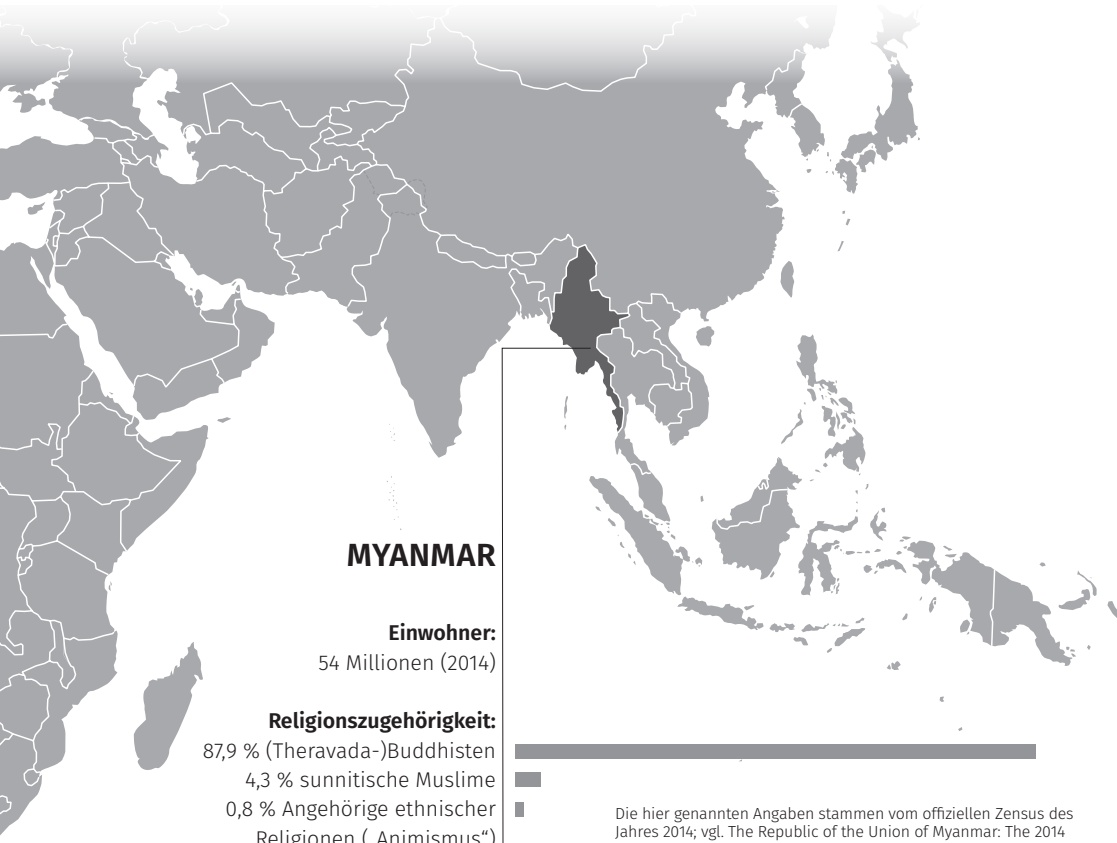 MYANMAR
Einwohner:
54 Millionen (2014)
Religionszugehörigkeit:
87,9 % (Theravada-)Buddhisten
4,3 % sunnitische Muslime
0,8 % Angehörige ethnischer
Religionen („Animismus“)
Die hier genannten Angaben stammen vom offiziellen Zensus des
Jahres 2014; vgl. The Republic of the Union of Myanmar: The 2014